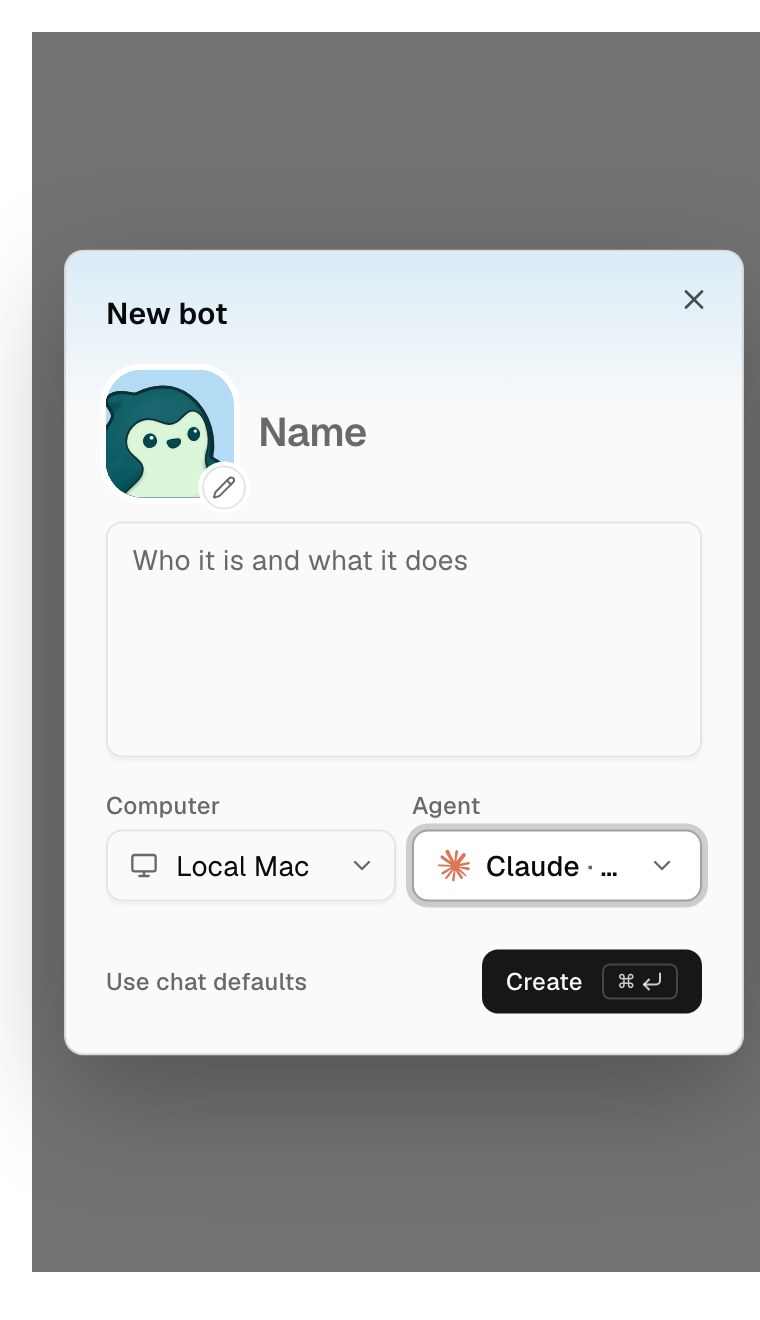 New bot
Name
Who it is and what it does
Computer
Agent
Local Mac
Claude · ...
Use chat defaults
Create ⌘ ↵